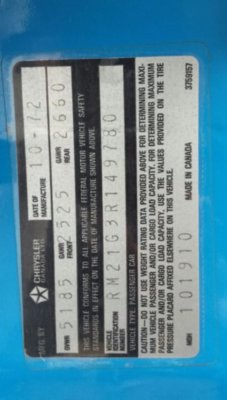 MFG BY CHRYSLER CANADA LTD. DATE OF MANUFACTURE 10-72
GVWR 5185 GAWR FRONT 2525 GAWR REAR 2660
THIS VEHICLE CONFORMS TO ALL APPLICABLE FEDERAL MOTOR VEHICLE SAFETY
STANDARDS IN EFFECT ON THE DATE OF MANUFACTURE SHOWN ABOVE.
VEHICLE IDENTIFICATION NUMBER RM21G3R149780
VEHICLE TYPE: PASSENGER CAR
CAUTION—DO NOT USE WEIGHT RATING DATA PROVIDED ABOVE FOR DETERMINING MAXI-
MUM VEHICLE PASSENGER AND/OR CARGO LOAD CAPACITY. FOR DETERMINING MAXIMUM
PASSENGER AND/OR CARGO LOAD CAPACITY, USE THE VALUES PROVIDED ON THE TIRE
PRESSURE PLACARD AFFIXED ELSEWHERE ON THIS VEHICLE.
MDH 101910 MADE IN CANADA 3759157